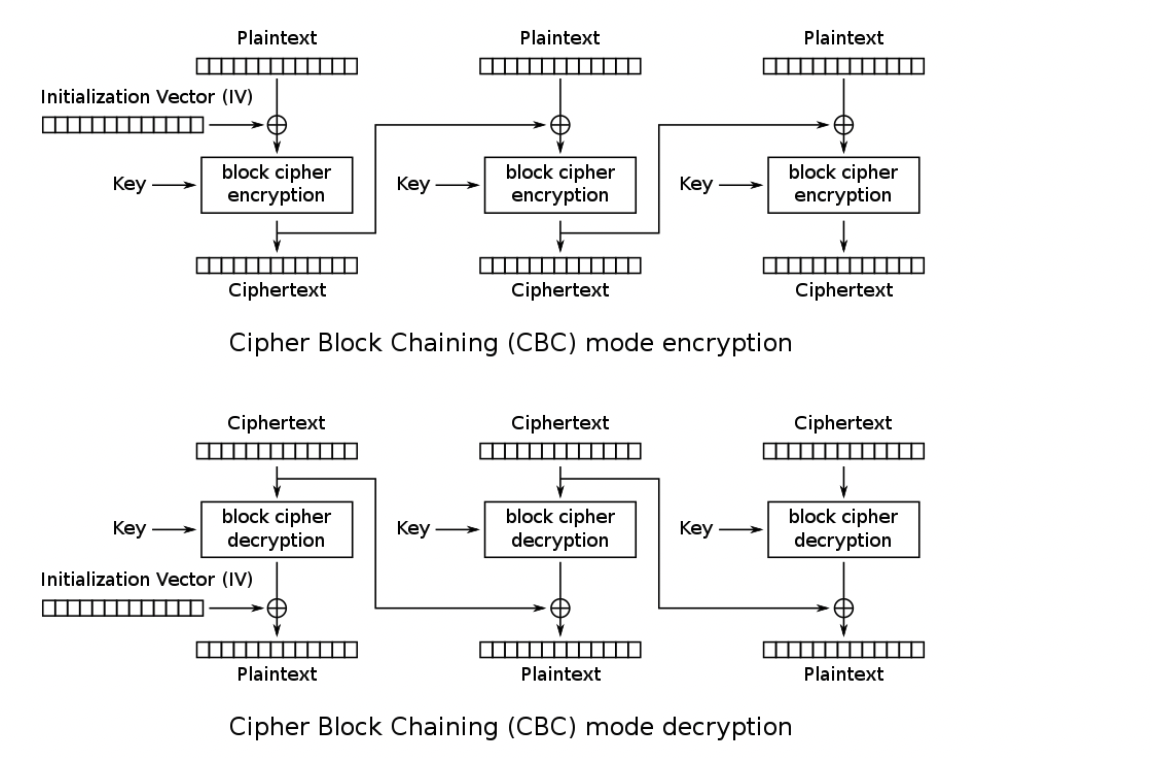 Plaintext
Plaintext
Plaintext
Initialization Vector (IV)
Key
block cipher
encryption
Key
block cipher
encryption
Key
block cipher
encryption
Ciphertext
Ciphertext
Ciphertext
Cipher Block Chaining (CBC) mode encryption
Ciphertext
Ciphertext
Ciphertext
Key
block cipher
decryption
Key
block cipher
decryption
Key
block cipher
decryption
Initialization Vector (IV)
Plaintext
Plaintext
Plaintext
Cipher Block Chaining (CBC) mode decryption